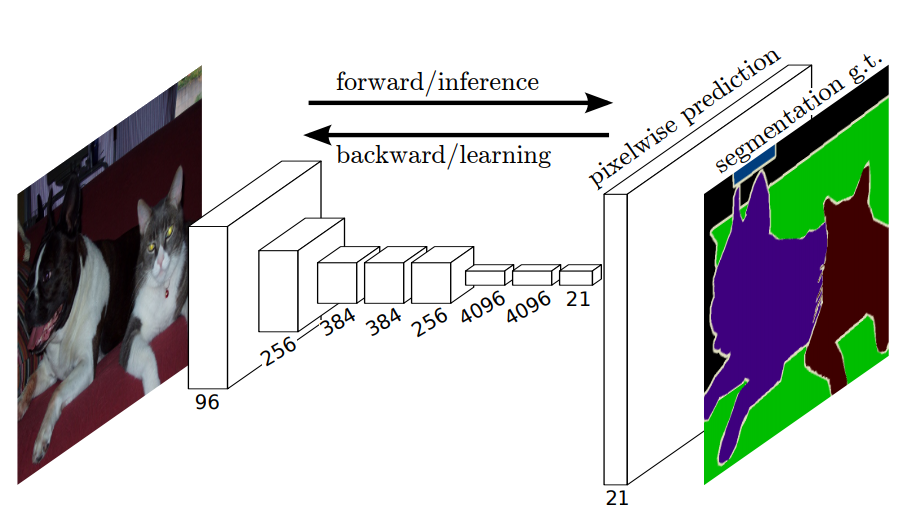 forward/inference
backward/learning
pixelwise prediction
segmentation g.t.
96
256
384
384
256
4096
4096
21
21